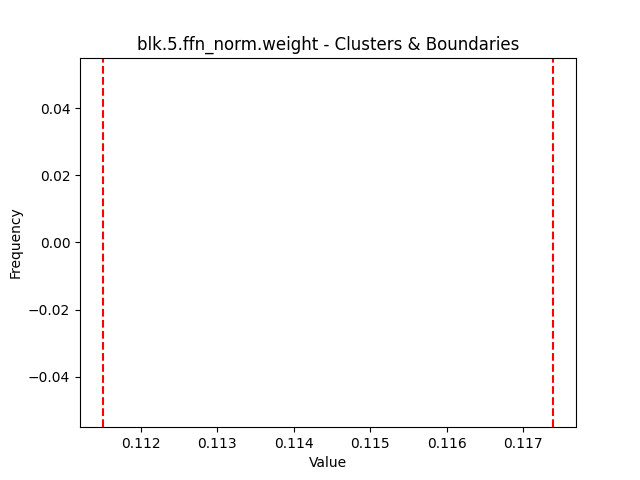 blk.5.ffn_norm.weight - Clusters & Boundaries
0.04
0.02
0.00
−0.02
−0.04
Frequency
0.112 0.113 0.114 0.115 0.116 0.117
Value